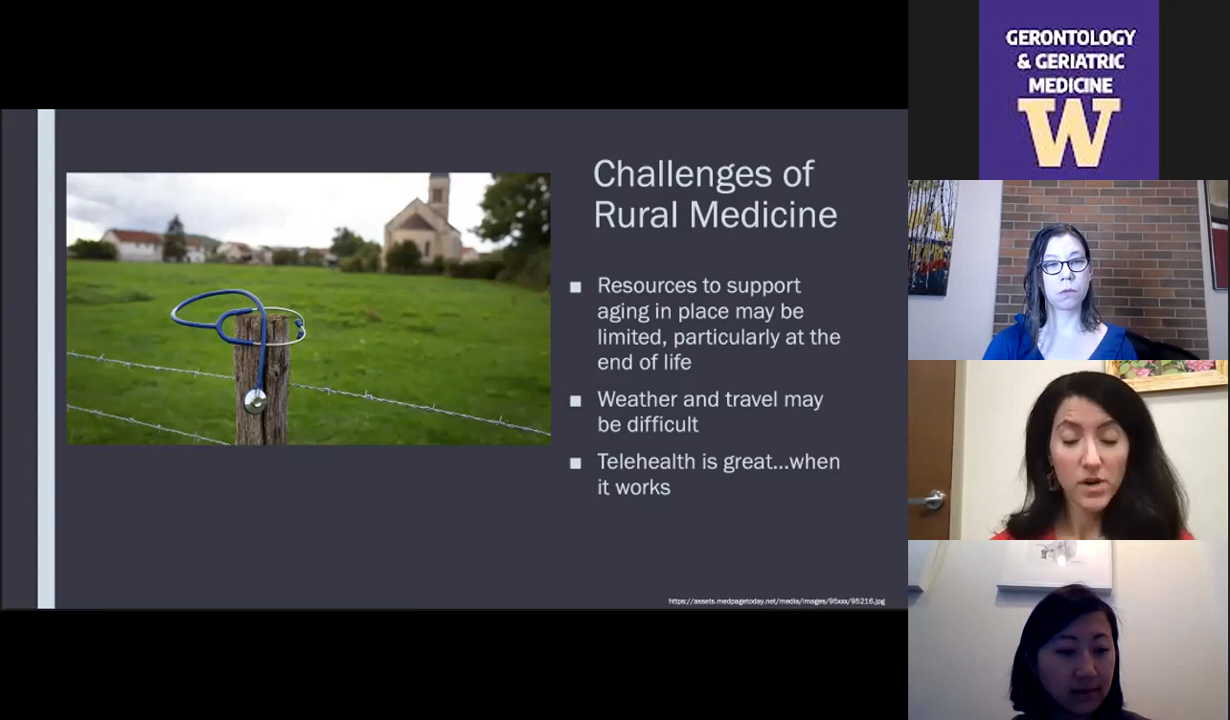 Challenges of
Rural Medicine
■ Resources to support
aging in place may be
limited, particularly at the
end of life
■ Weather and travel may
be difficult
■ Telehealth is great...when
it works
https://assets.medpagetoday.net/media/images/95xxx/95216.jpg
GERONTOLOGY
& GERIATRIC
MEDICINE
W